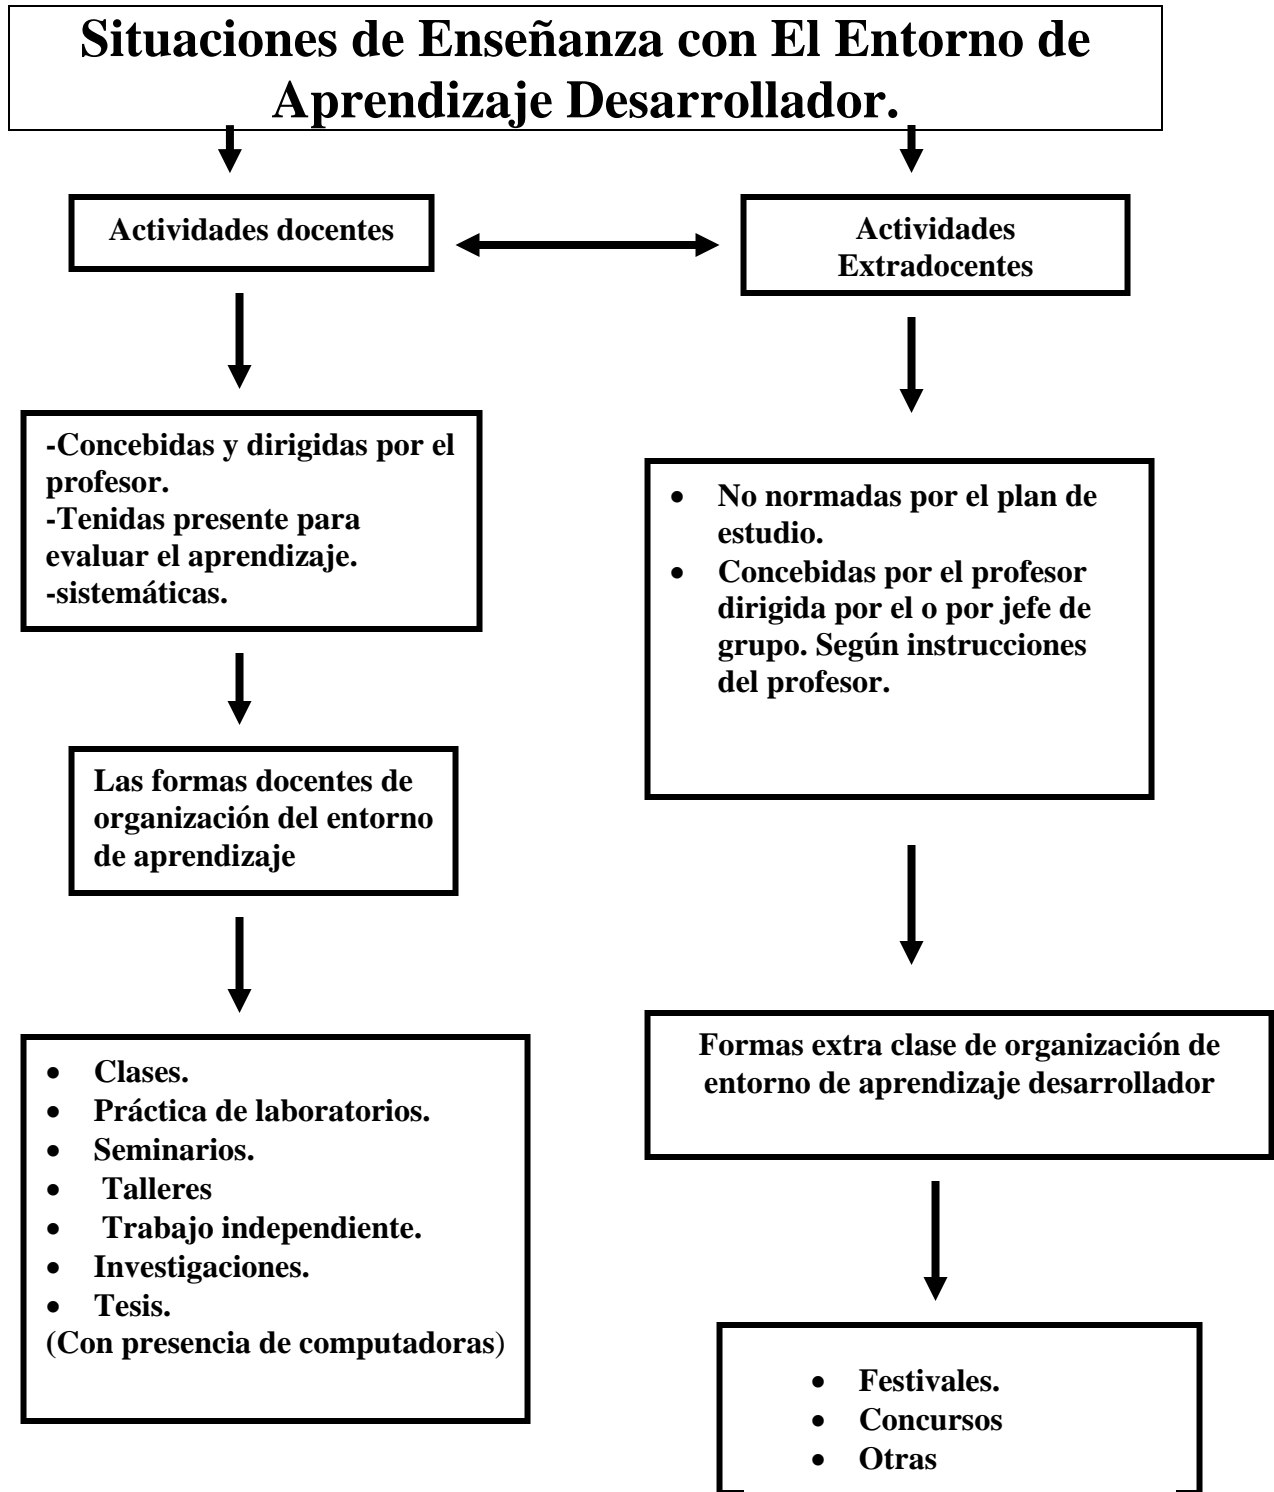 Situaciones de Enseñanza con El Entorno de
Aprendizaje Desarrollador.
Actividades docentes
Actividades
Extradocentes
-Concebidas y dirigidas por el
profesor.
-Tenidas presente para
evaluar el aprendizaje.
-sistemáticas.
• No normadas por el plan de
estudio.
• Concebidas por el profesor
dirigida por el o por jefe de
grupo. Según instrucciones
del profesor.
Las formas docentes de
organización del entorno
de aprendizaje
Formas extra clase de organización de
entorno de aprendizaje desarrollador
• Clases.
• Práctica de laboratorios.
• Seminarios.
• Talleres
• Trabajo independiente.
• Investigaciones.
• Tesis.
(Con presencia de computadoras)
• Festivales.
• Concursos
• Otras